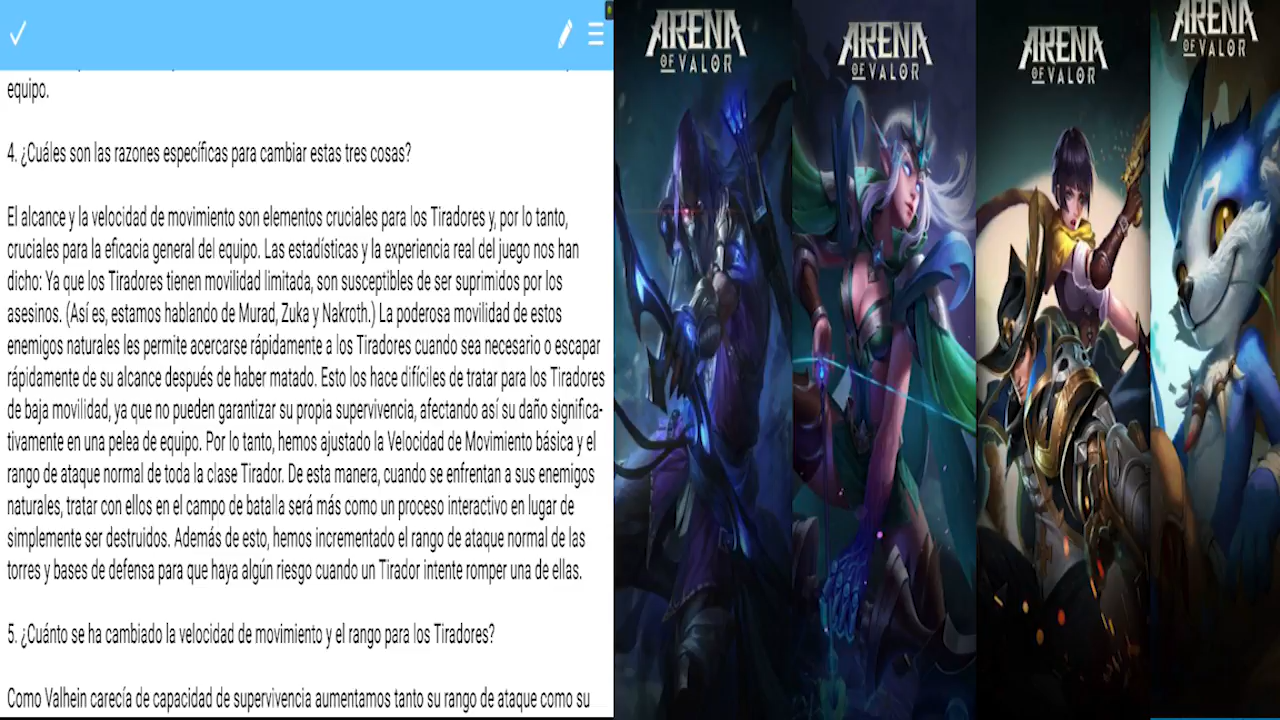 equipo.
4. ¿Cuáles son las razones específicas para cambiar estas tres cosas?
El alcance y la velocidad de movimiento son elementos cruciales para los Tiradores y, por lo tanto,
cruciales para la eficacia general del equipo. Las estadísticas y la experiencia real del juego nos han
dicho: Ya que los Tiradores tienen movilidad limitada, son susceptibles de ser suprimidos por los
asesinos. (Así es, estamos hablando de Murad, Zuka y Nakroth.) La poderosa movilidad de estos
enemigos naturales les permite acercarse rápidamente a los Tiradores cuando sea necesario o escapar
rápidamente de su alcance después de haber matado. Esto los hace difíciles de tratar para los Tiradores
de baja movilidad, ya que no pueden garantizar su propia supervivencia, afectando así su daño significa-
tivamente en una pelea de equipo. Por lo tanto, hemos ajustado la Velocidad de Movimiento básica y el
rango de ataque normal de toda la clase Tirador. De esta manera, cuando se enfrentan a sus enemigos
naturales, tratar con ellos en el campo de batalla será más como un proceso interactivo en lugar de
simplemente ser destruidos. Además de esto, hemos incrementado el rango de ataque normal de las
torres y bases de defensa para que haya algún riesgo cuando un Tirador intente romper una de ellas.
5. ¿Cuánto se ha cambiado la velocidad de movimiento y el rango para los Tiradores?
Como Valhein carecía de capacidad de supervivencia aumentamos tanto su rango de ataque como su
ARENA
OF VALOR
ARENA
OF VALOR
ARENA
OF VALOR
ARENA
OF VALOR